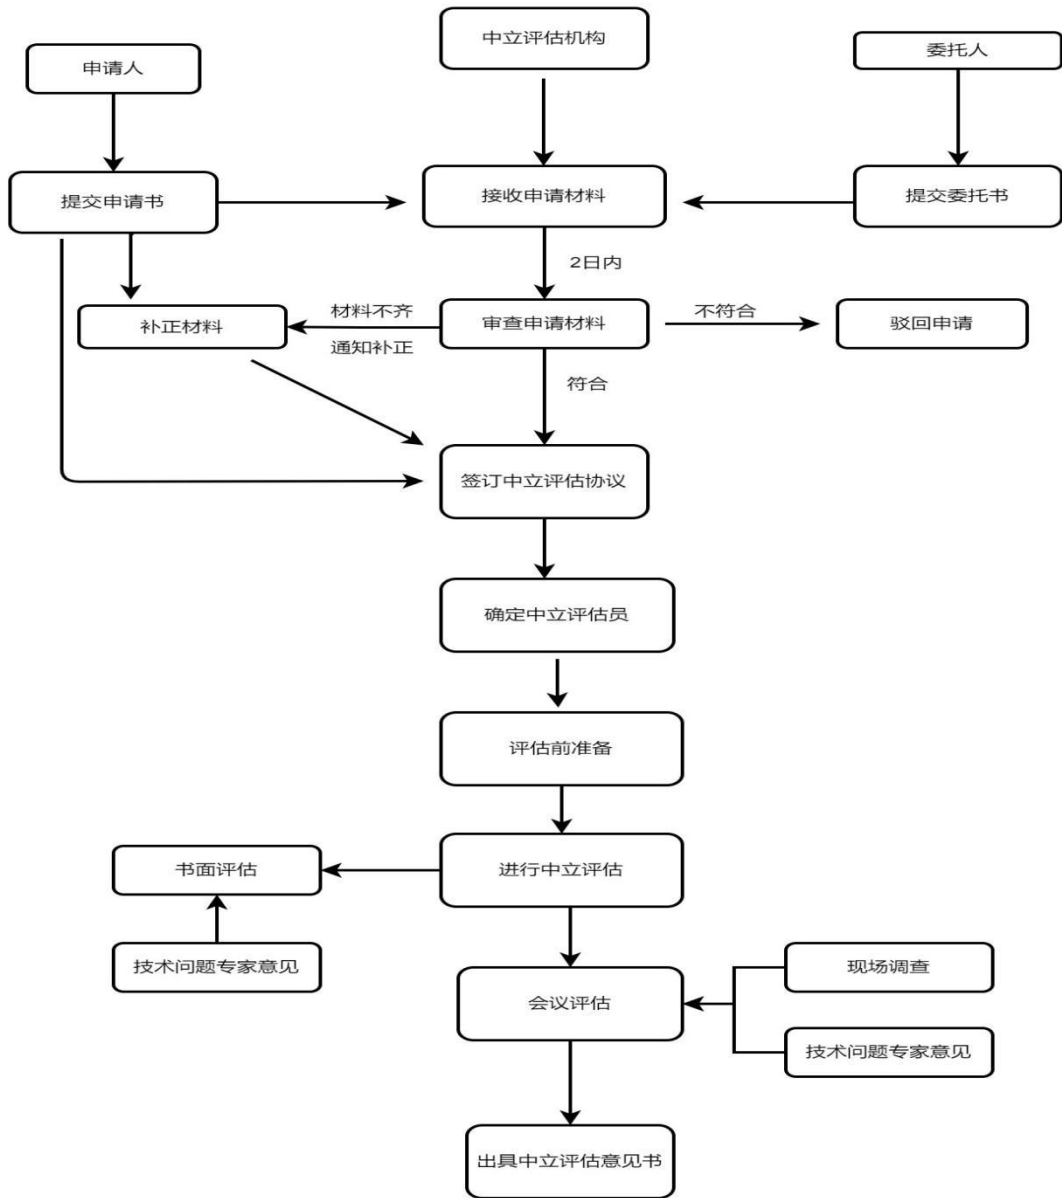 中立评估机构
申请人
委托人
提交申请书
接收申请材料
提交委托书
2日内
补正材料
材料不齐
通知补正
审查申请材料
不符合
驳回申请
符合
签订中立评估协议
确定中立评估员
评估前准备
书面评估
进行中立评估
技术问题专家意见
现场调查
会议评估
技术问题专家意见
出具中立评估意见书